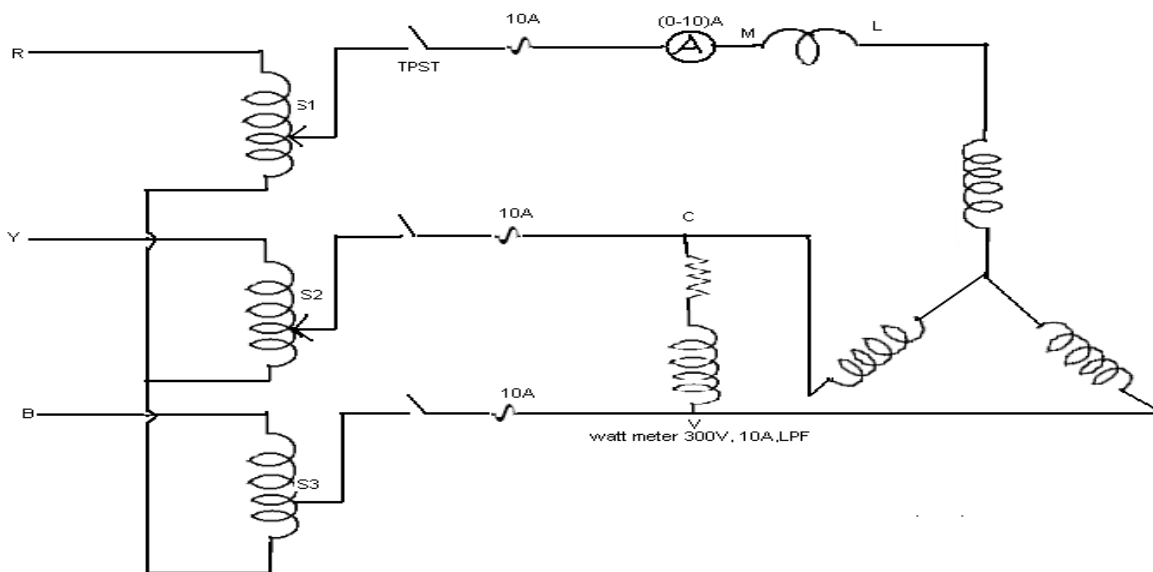 10A
(0-10)A
A
M
L
R
TPST
S1
10A
C
Y
S2
10A
B
V
watt meter 300V, 10A,LPF
S3